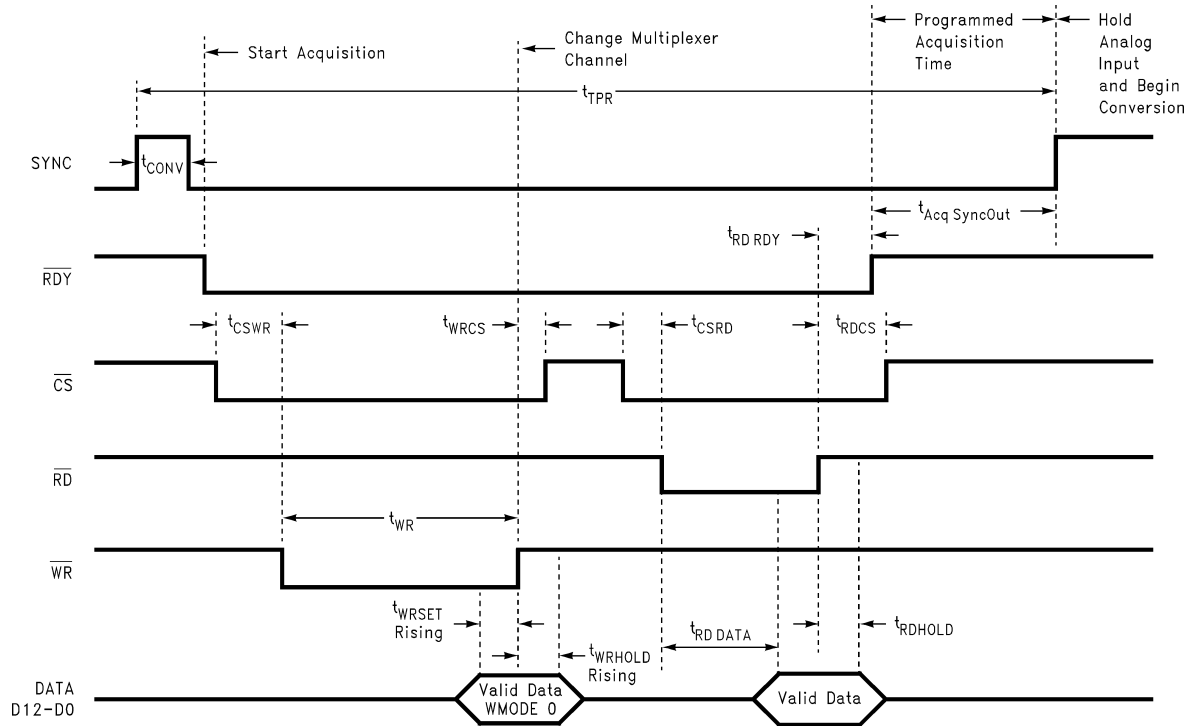 Start Acquisition
Change Multiplexer
Channel
Programmed
Acquisition
Time
Hold
Analog
Input
and Begin
Conversion
tTPR
SYNC
tCONV
tAcq SyncOut
tRD RDY
RDY
tCSWR
tWRCS
tCSRD
tRDCS
CS
RD
tWR
WR
tWRSET
Rising
tWRHOLD
Rising
tRD DATA
tRDHOLD
DATA
D12-D0
Valid Data
WMODE 0
Valid Data